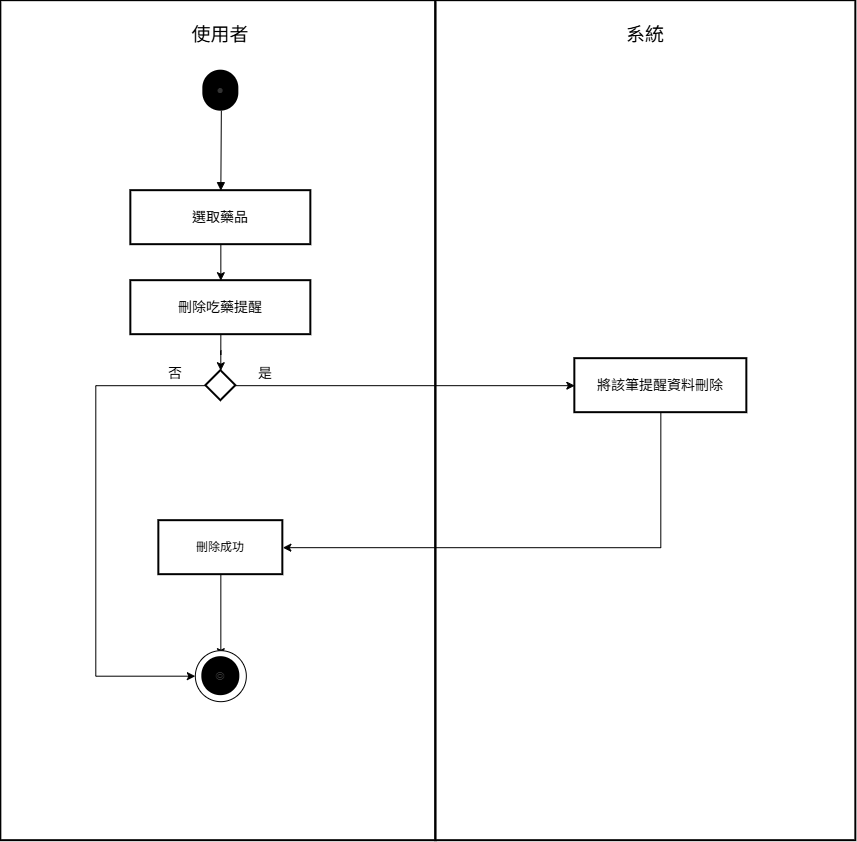 使用者
系統
選取藥品
刪除吃藥提醒
否
是
將該筆提醒資料刪除
刪除成功